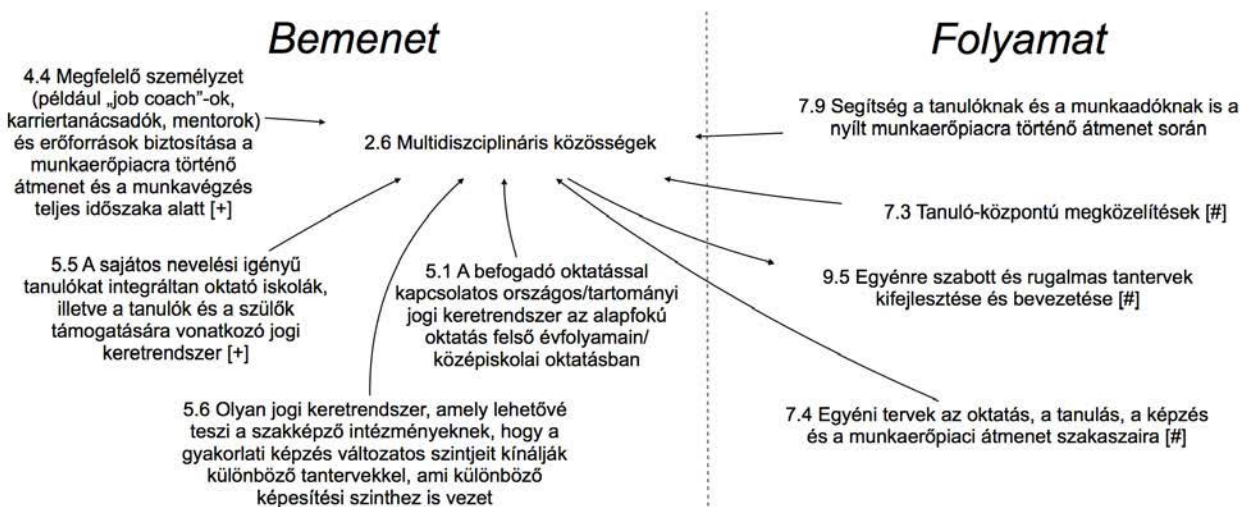 Bemenet
4.4 Megfelelő személyzet
(például „job coach”-ok,
karriertanácsadók, mentorok)
és erőforrások biztosítása a
munkaerőpiacra történő
átmenet és a munkavégzés
teljes időszaka alatt [+]
2.6 Multidiszciplináris közösségek
5.5 A sajátos nevelési igényű
tanulókat integráltan oktató iskolák,
illetve a tanulók és a szülők
támogatására vonatkozó jogi
keretrendszer [+]
5.1 A befogadó oktatással
kapcsolatos országos/tartományi
jogi keretrendszer az alapfokú
oktatás felső évfolyamain/
középiskolai oktatásban
5.6 Olyan jogi keretrendszer, amely lehetővé
teszi a szakképző intézményeknek, hogy a
gyakorlati képzés változatos szintjeit kínálják
különböző tantervekkel, ami különböző
képesítési szinthez is vezet
Folyamat
7.9 Segítség a tanulóknak és a munkaadóknak is a
nyílt munkaerőpiacra történő átmenet során
7.3 Tanuló-központú megközelítések [#]
9.5 Egyénre szabott és rugalmas tantervek
kifejlesztése és bevezetése [#]
7.4 Egyéni tervek az oktatás, a tanulás, a képzés
és a munkaerőpiaci átmenet szakaszaira [#]